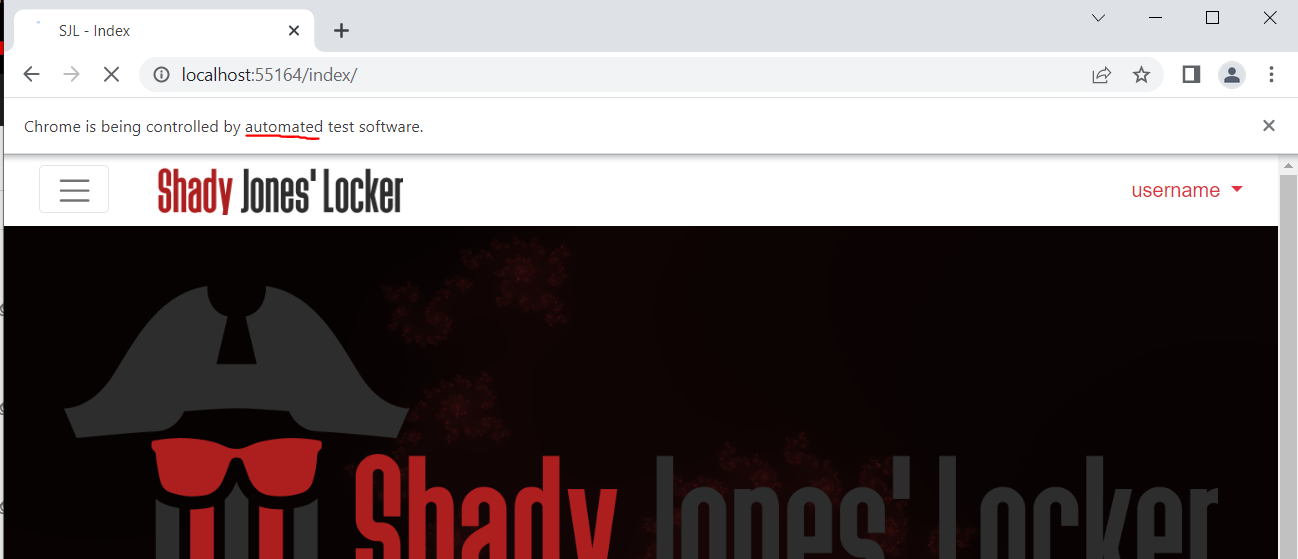 SJL - Index
localhost:55164/index/
Chrome is being controlled by automated test software.
Shady Jones' Locker
username
Shady Jones' Locker